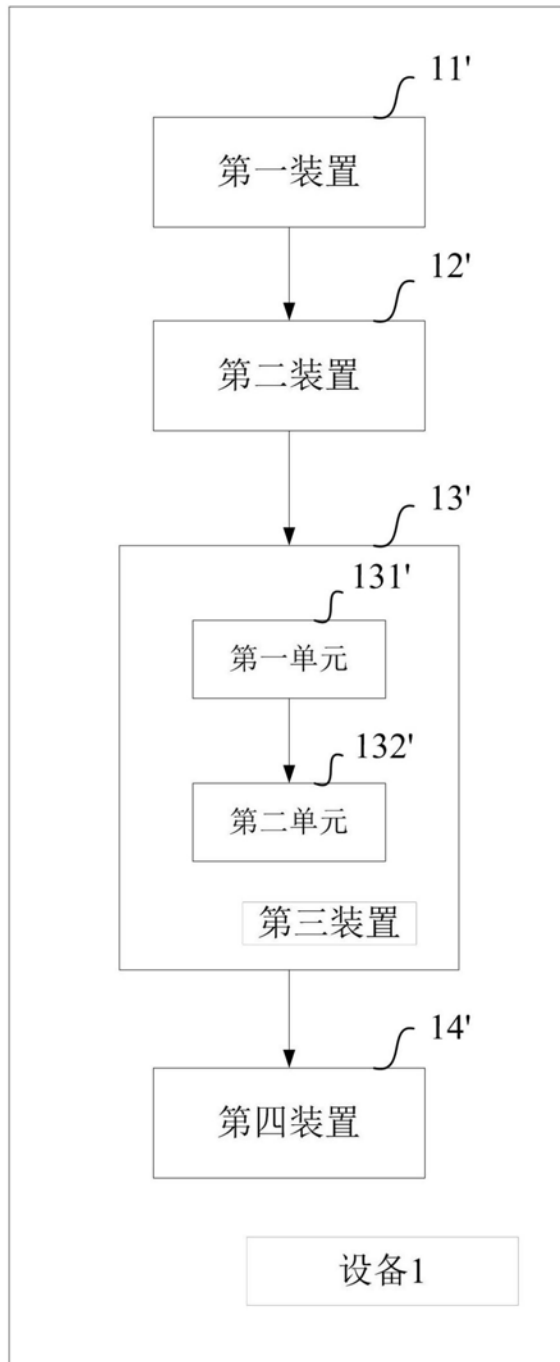 11'
第一装置
12'
第二装置
13'
131'
第一单元
132'
第二单元
第三装置
14'
第四装置
设备1